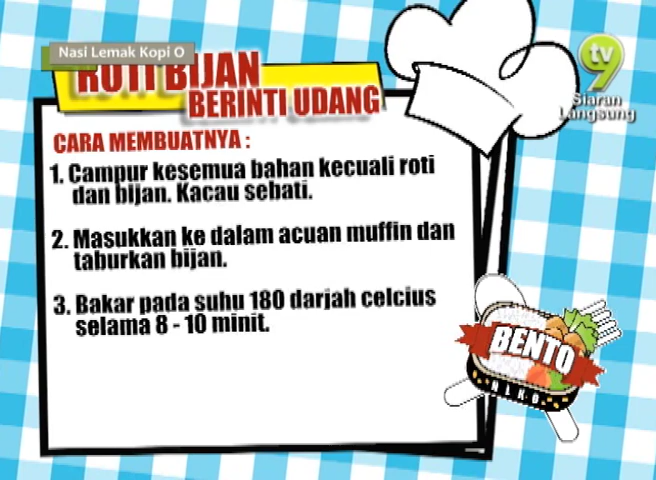 Nasi Lemak Kopi O
ROTI BIJAN
BERINTI UDANG
tv
9
Siaran
Langsung
CARA MEMBUATNYA :
1. Campur kesemua bahan kecuali roti
dan bijan. Kacau sebati.
2. Masukkan ke dalam acuan muffin dan
taburkan bijan.
3. Bakar pada suhu 180 darjah celcius
selama 8 - 10 minit.
BENTO